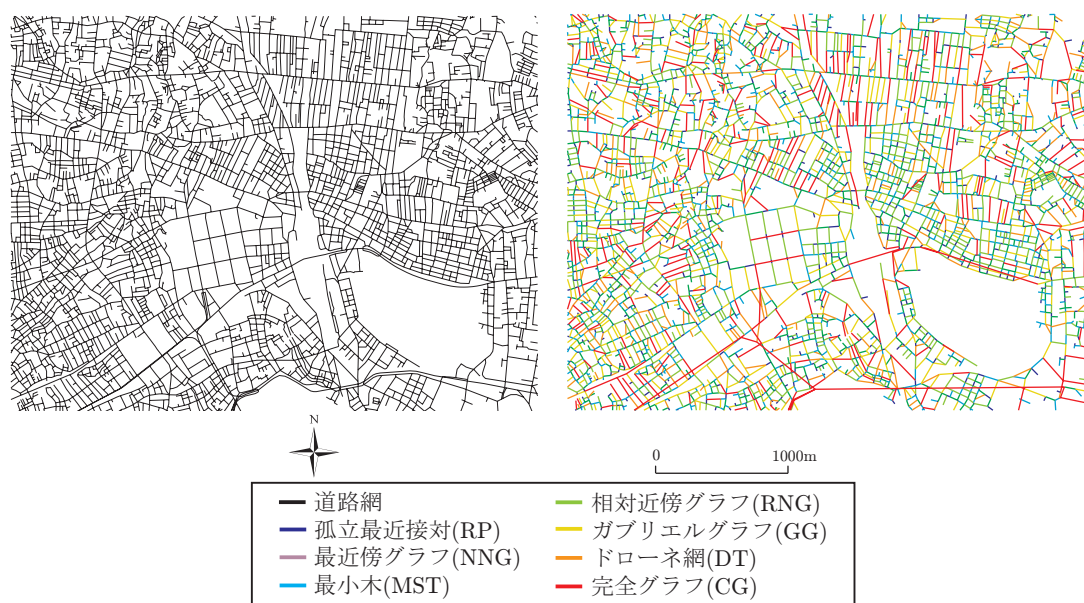 N
0 1000m
道路網
孤立最近接対(RP)
最近傍グラフ(NNG)
最小木(MST)
相対近傍グラフ(RNG)
ガブリエルグラフ(GG)
ドローネ網(DT)
完全グラフ(CG)